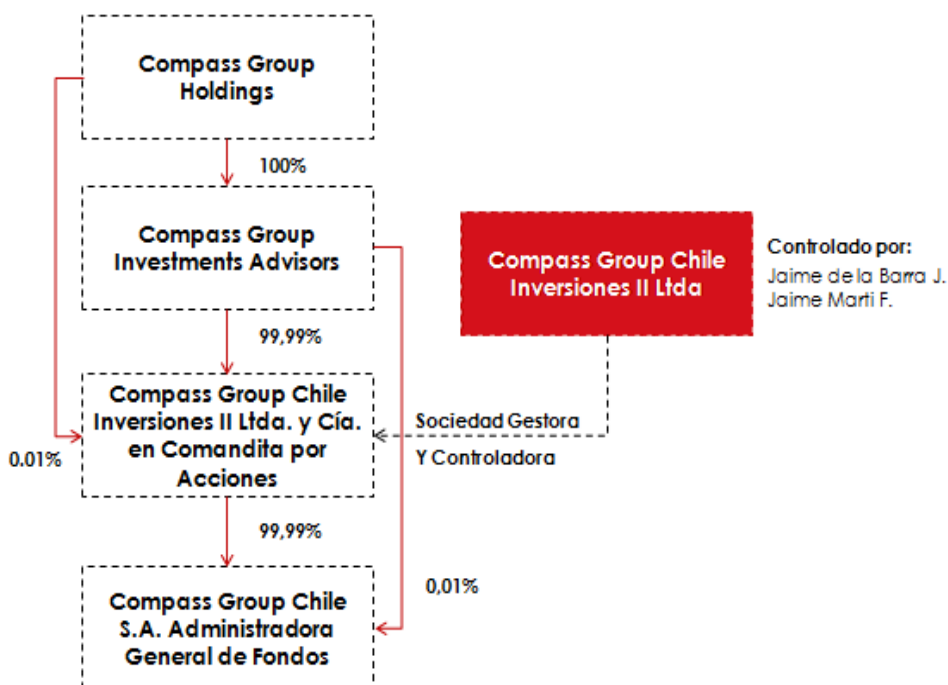 Compass Group
Holdings
100%
Compass Group
Investments Advisors
99,99%
Compass Group Chile
Inversiones II Ltda. y Cía.
en Comandita por
Acciones
0.01%
99,99%
Compass Group Chile
S.A. Administradora
General de Fondos
0,01%
Compass Group Chile
Inversiones II Ltda
Controlado por:
Jaime de la Barra J.
Jaime Marti F.
Sociedad Gestora
Y Controladora